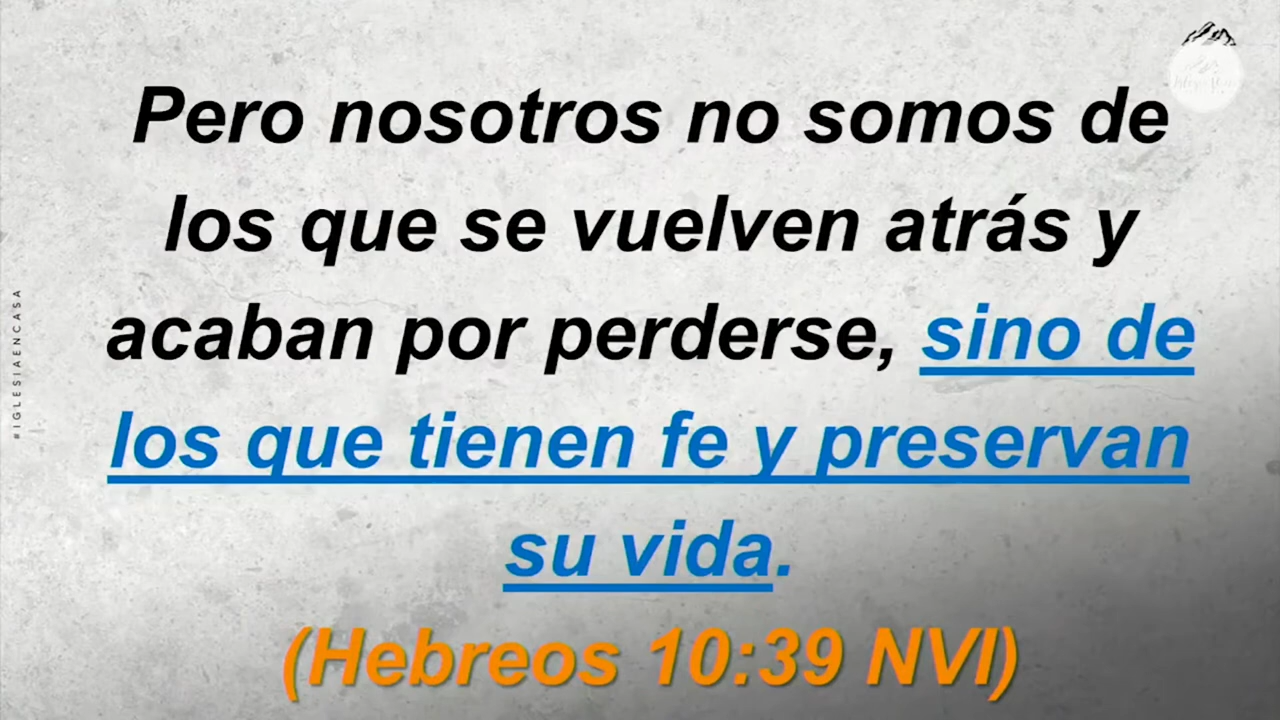 Pero nosotros no somos de
los que se vuelven atrás y
acaban por perderse, sino de
los que tienen fe y preservan
su vida.
(Hebreos 10:39 NVI)
#IGLESIAENCASA